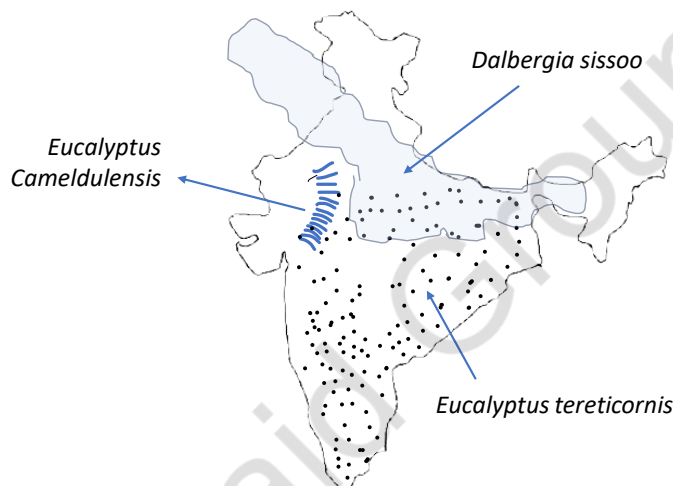 Dalbergia sissoo
Eucalyptus
Cameldulensis
Eucalyptus tereticornis